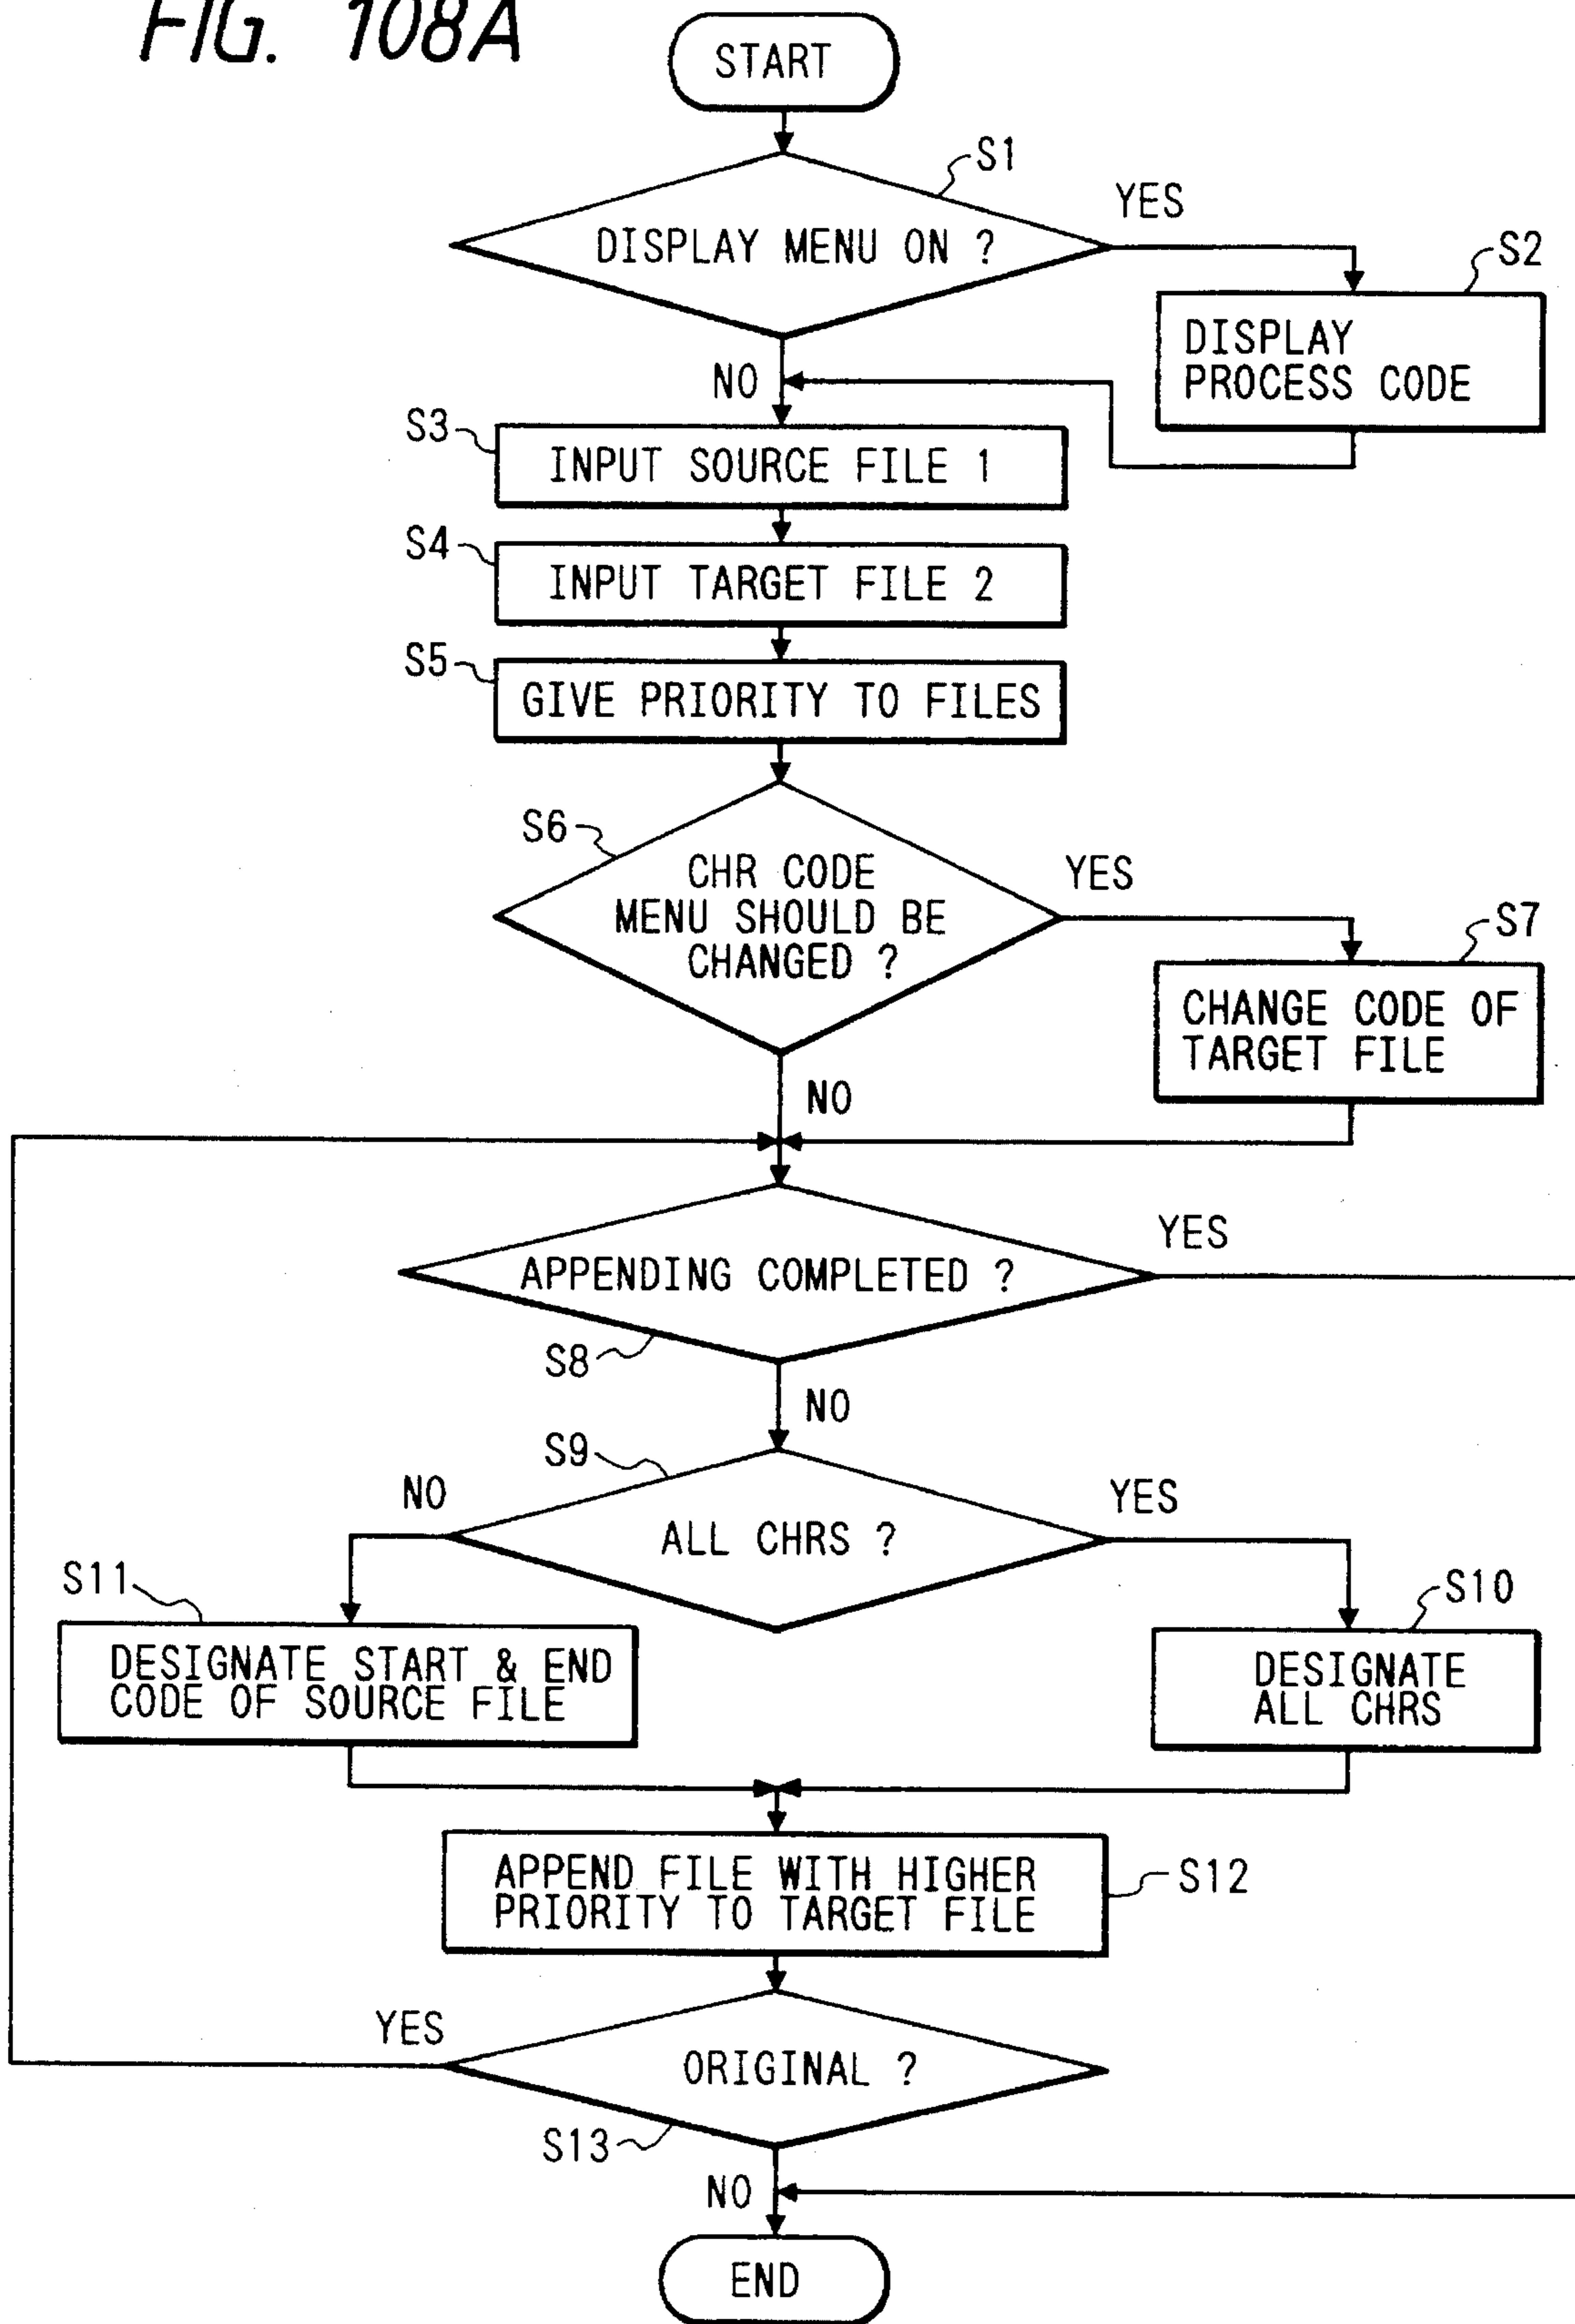 FIG. 108A
START
S1
YES
DISPLAY MENU ON ?
S2
DISPLAY
PROCESS CODE
NO
S3
INPUT SOURCE FILE 1
S4
INPUT TARGET FILE 2
S5
GIVE PRIORITY TO FILES
S6
CHR CODE
MENU SHOULD BE
CHANGED ?
YES
S7
CHANGE CODE OF
TARGET FILE
NO
YES
APPENDING COMPLETED ?
S8
NO
S9
NO
YES
ALL CHRS ?
S11
S10
DESIGNATE START & END
CODE OF SOURCE FILE
DESIGNATE
ALL CHRS
APPEND FILE WITH HIGHER
PRIORITY TO TARGET FILE
S12
YES
ORIGINAL ?
S13
NO
END